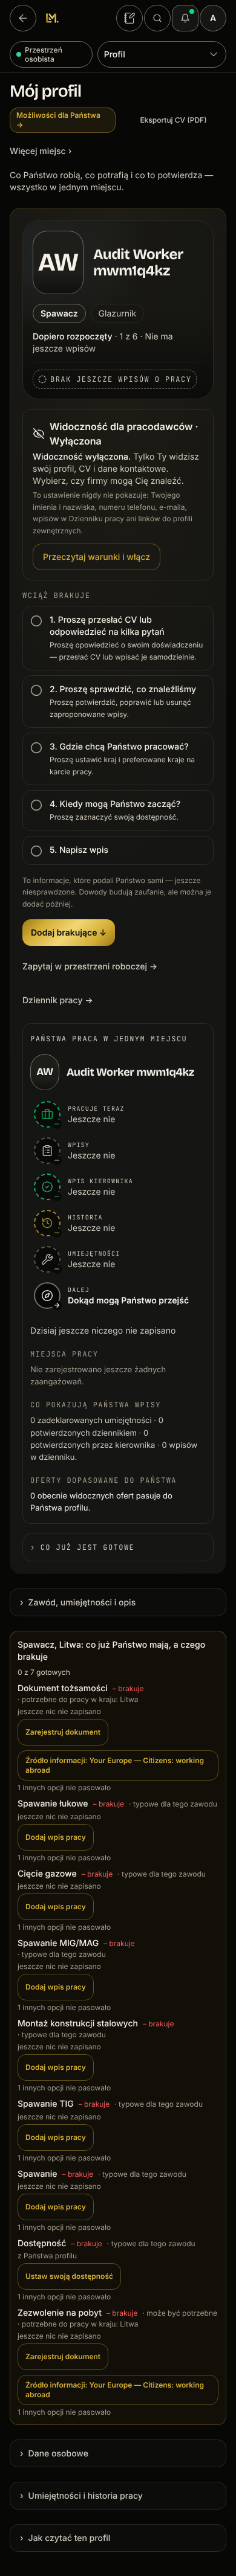 LM.
A
Przestrzeń
osobista
Profil
Mój profil
Możliwości dla Państwa
→
Eksportuj CV (PDF)
Więcej miejsc ›
Co Państwo robią, co potrafią i co to potwierdza —
wszystko w jednym miejscu.
AW
Audit Worker
mwm1q4kz
Spawacz
Glazurnik
Dopiero rozpoczęty · 1 z 6 · Nie ma
jeszcze wpisów
BRAK JESZCZE WPISÓW O PRACY
Widoczność dla pracodawców ·
Wyłączona
Widoczność wyłączona. Tylko Ty widzisz
swój profil, CV i dane kontaktowe.
Wybierz, czy firmy mogą Cię znaleźć.
To ustawienie nigdy nie pokazuje: Twojego
imienia i nazwiska, numeru telefonu, e-maila,
wpisów w Dzienniku pracy ani linków do profili
zewnętrznych.
Przeczytaj warunki i włącz
WCIĄŻ BRAKUJE
1. Proszę przesłać CV lub
odpowiedzieć na kilka pytań
Proszę opowiedzieć o swoim doświadczeniu
— przesłać CV lub wpisać je samodzielnie.
2. Proszę sprawdzić, co znaleźliśmy
Proszę potwierdzić, poprawić lub usunąć
zaproponowane wpisy.
3. Gdzie chcą Państwo pracować?
Proszę ustawić kraj i preferowane kraje na
karcie pracy.
4. Kiedy mogą Państwo zacząć?
Proszę zaznaczyć swoją dostępność.
5. Napisz wpis
To informacje, które podali Państwo sami — jeszcze
niesprawdzone. Dowody budują zaufanie, ale można je
dodać później.
Dodaj brakujące ↓
Zapytaj w przestrzeni roboczej →
Dziennik pracy →
PAŃSTWA PRACA W JEDNYM MIEJSCU
AW
Audit Worker mwm1q4kz
PRACUJE TERAZ
Jeszcze nie
WPISY
Jeszcze nie
WPIS KIEROWNIKA
Jeszcze nie
HISTORIA
Jeszcze nie
UMIEJĘTNOŚCI
Jeszcze nie
DALEJ
Dokąd mogą Państwo przejść
Dzisiaj jeszcze niczego nie zapisano
MIEJSCA PRACY
Nie zarejestrowano jeszcze żadnych
zaangażowań.
CO POKAZUJĄ PAŃSTWA WPISY
0 zadeklarowanych umiejętności · 0
potwierdzonych dziennikiem · 0
potwierdzonych przez kierownika · 0 wpisów
w dzienniku.
OFERTY DOPASOWANE DO PAŃSTWA
0 obecnie widocznych ofert pasuje do
Państwa profilu.
› CO JUŻ JEST GOTOWE
› Zawód, umiejętności i opis
Spawacz, Litwa: co już Państwo mają, a czego
brakuje
0 z 7 gotowych
Dokument tożsamości – brakuje
· potrzebne do pracy w kraju: Litwa
jeszcze nic nie zapisano
Zarejestruj dokument
Źródło informacji: Your Europe — Citizens: working
abroad
1 innych opcji nie pasowało
Spawanie łukowe – brakuje · typowe dla tego zawodu
jeszcze nic nie zapisano
Dodaj wpis pracy
1 innych opcji nie pasowało
Cięcie gazowe – brakuje · typowe dla tego zawodu
jeszcze nic nie zapisano
Dodaj wpis pracy
1 innych opcji nie pasowało
Spawanie MIG/MAG – brakuje
· typowe dla tego zawodu
jeszcze nic nie zapisano
Dodaj wpis pracy
1 innych opcji nie pasowało
Montaż konstrukcji stalowych – brakuje
· typowe dla tego zawodu
jeszcze nic nie zapisano
Dodaj wpis pracy
1 innych opcji nie pasowało
Spawanie TIG – brakuje · typowe dla tego zawodu
jeszcze nic nie zapisano
Dodaj wpis pracy
1 innych opcji nie pasowało
Spawanie – brakuje · typowe dla tego zawodu
jeszcze nic nie zapisano
Dodaj wpis pracy
1 innych opcji nie pasowało
Dostępność – brakuje · typowe dla tego zawodu
z Państwa profilu
Ustaw swoją dostępność
1 innych opcji nie pasowało
Zezwolenie na pobyt – brakuje · może być potrzebne
· potrzebne do pracy w kraju: Litwa
jeszcze nic nie zapisano
Zarejestruj dokument
Źródło informacji: Your Europe — Citizens: working
abroad
1 innych opcji nie pasowało
› Dane osobowe
› Umiejętności i historia pracy
› Jak czytać ten profil